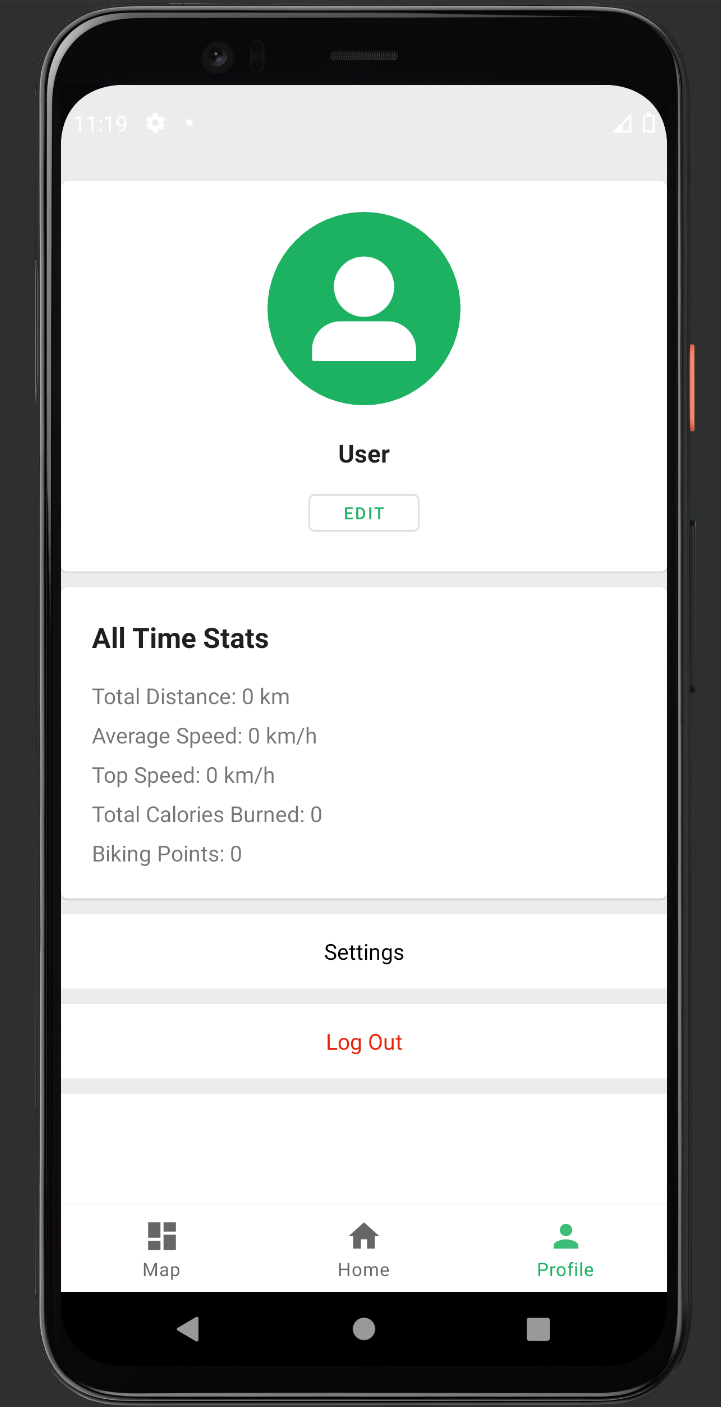 11:19
User
EDIT
All Time Stats
Total Distance: 0 km
Average Speed: 0 km/h
Top Speed: 0 km/h
Total Calories Burned: 0
Biking Points: 0
Settings
Log Out
Map
Home
Profile